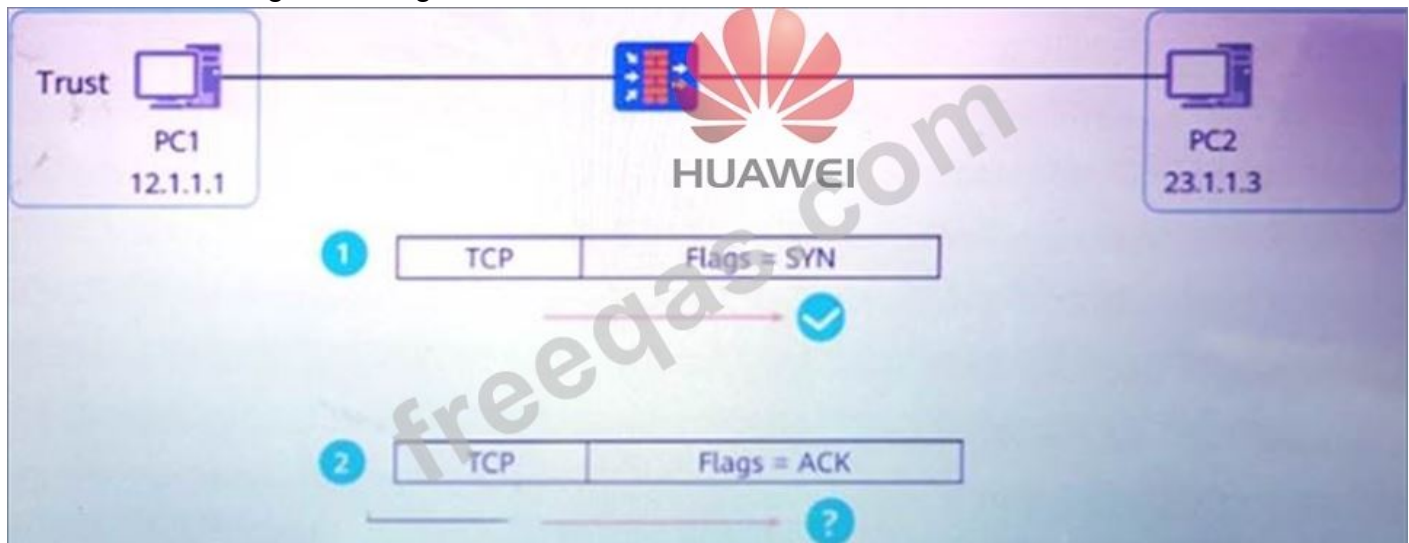 Trust
PC1
12.1.1.1
HUAWEI
PC2
23.1.1.3
freeqas.com
1 TCP Flags = SYN
2 TCP Flags = ACK
?